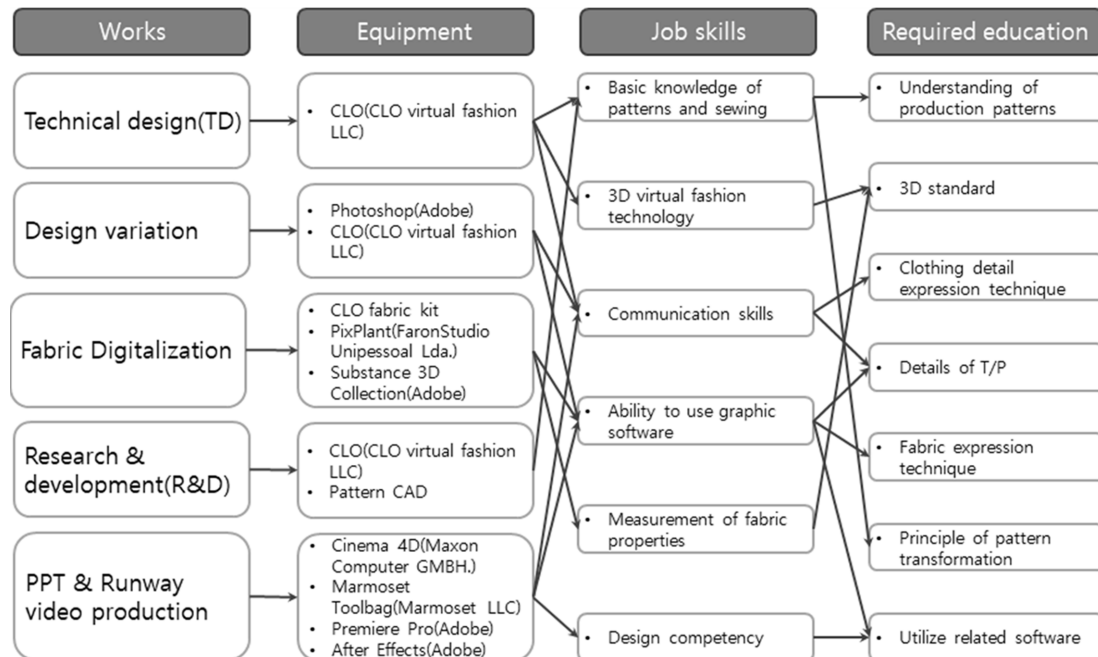 Works
Equipment
Job skills
Required education
Technical design(TD)
• CLO(CLO virtual fashion
LLC)
• Basic knowledge of
patterns and sewing
• Understanding of
production patterns
• 3D virtual fashion
technology
• 3D standard
Design variation
• Photoshop(Adobe)
• CLO(CLO virtual fashion
LLC)
• Communication skills
• Clothing detail
expression technique
Fabric Digitalization
• CLO fabric kit
• PixPlant(FaronStudio
Unipessoal Lda.)
• Substance 3D
Collection(Adobe)
• Ability to use graphic
software
• Details of T/P
Research &
development(R&D)
• CLO(CLO virtual fashion
LLC)
• Pattern CAD
• Measurement of fabric
properties
• Fabric expression
technique
• Principle of pattern
transformation
PPT & Runway
video production
• Cinema 4D(Maxon
Computer GMBH.)
• Marmoset
Toolbag(Marmoset LLC)
• Premiere Pro(Adobe)
• After Effects(Adobe)
• Design competency
• Utilize related software